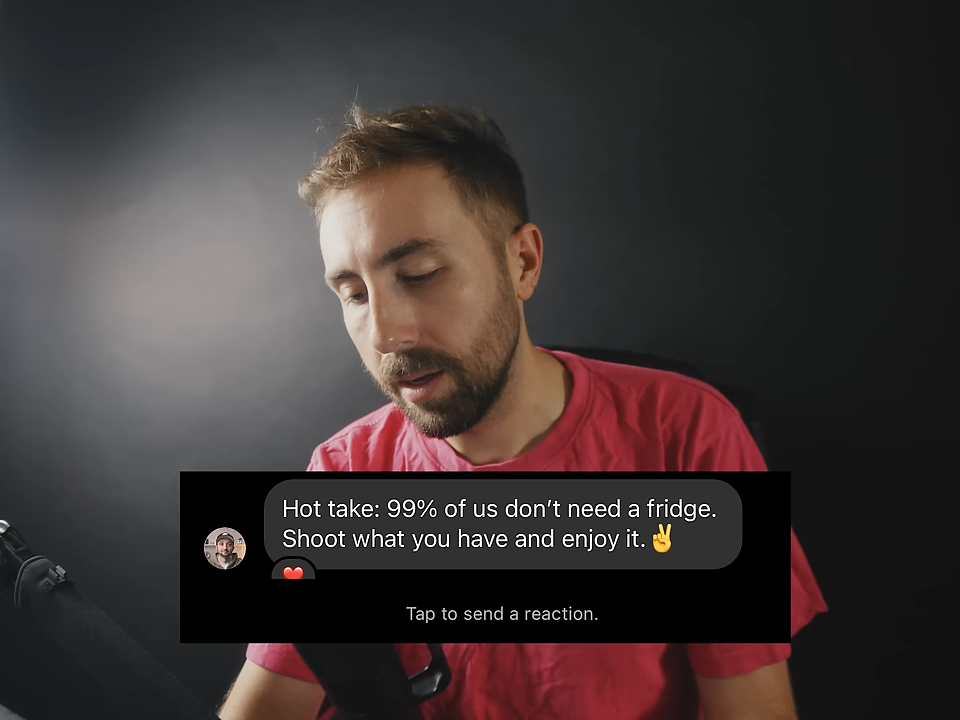 Hot take: 99% of us don’t need a fridge.
Shoot what you have and enjoy it.✌️
Tap to send a reaction.